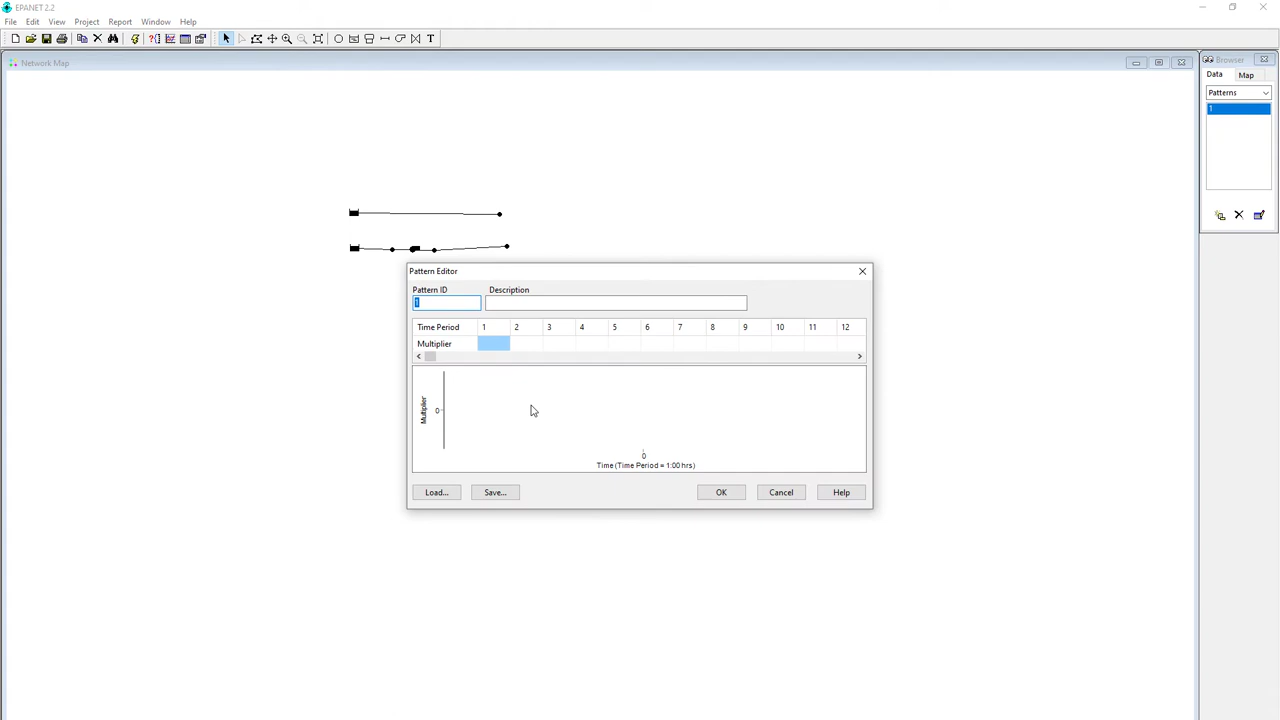 EPANET 2.2
File Edit View Project Report Window Help
Network Map
Browser
Data Map
Patterns
1
Pattern Editor
Pattern ID Description
1
Time Period 1 2 3 4 5 6 7 8 9 10 11 12
Multiplier
Multiplier
0
0
Time (Time Period = 1:00 hrs)
Load... Save... OK Cancel Help